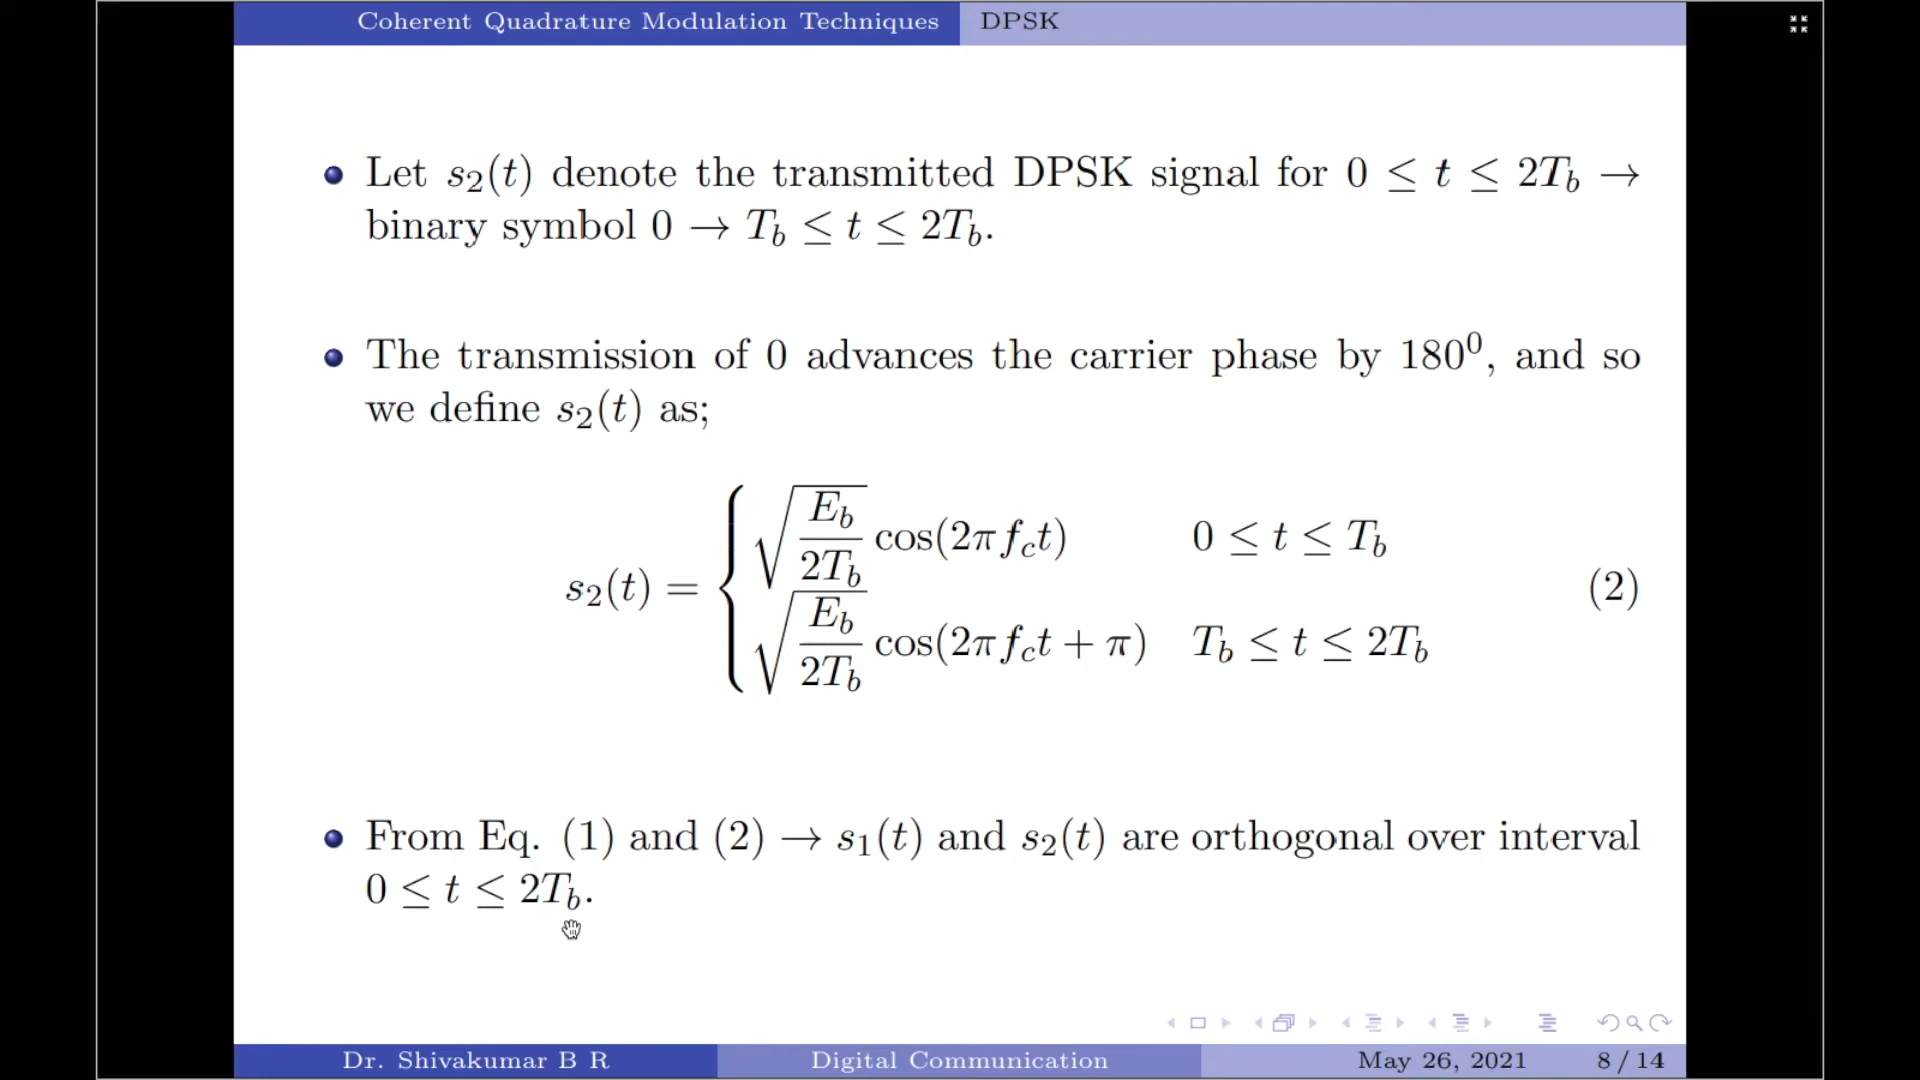 Coherent Quadrature Modulation Techniques DPSK
Let s₂(t) denote the transmitted DPSK signal for 0 ≤ t ≤ 2T_b →
binary symbol 0 → T_b ≤ t ≤ 2T_b.
The transmission of 0 advances the carrier phase by 180⁰, and so
we define s₂(t) as;
s₂(t) = { √(E_b/2T_b) cos(2πf_ct) 0 ≤ t ≤ T_b
√(E_b/2T_b) cos(2πf_ct + π) T_b ≤ t ≤ 2T_b (2)
From Eq. (1) and (2) → s₁(t) and s₂(t) are orthogonal over interval
0 ≤ t ≤ 2T_b.
Dr. Shivakumar B R Digital Communication May 26, 2021 8 / 14